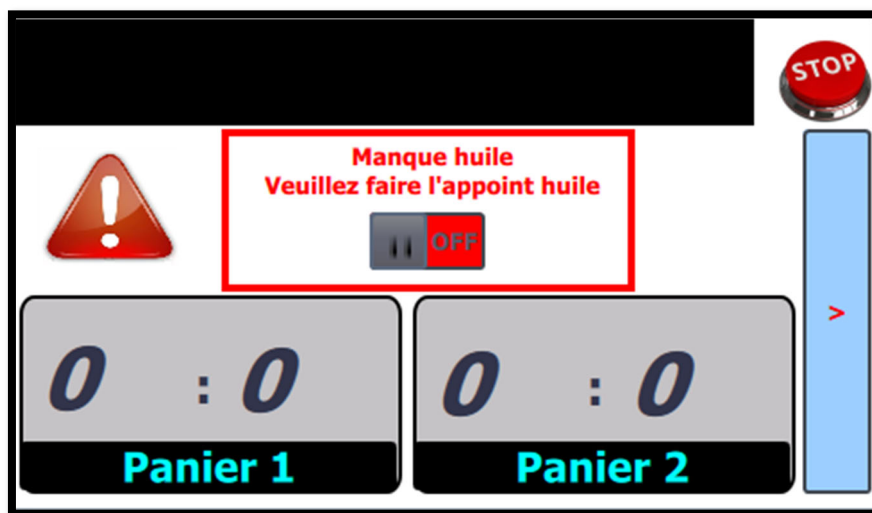 STOP
Manque huile
Veuillez faire l'appoint huile
OFF
>
0 : 0
0 : 0
Panier 1
Panier 2